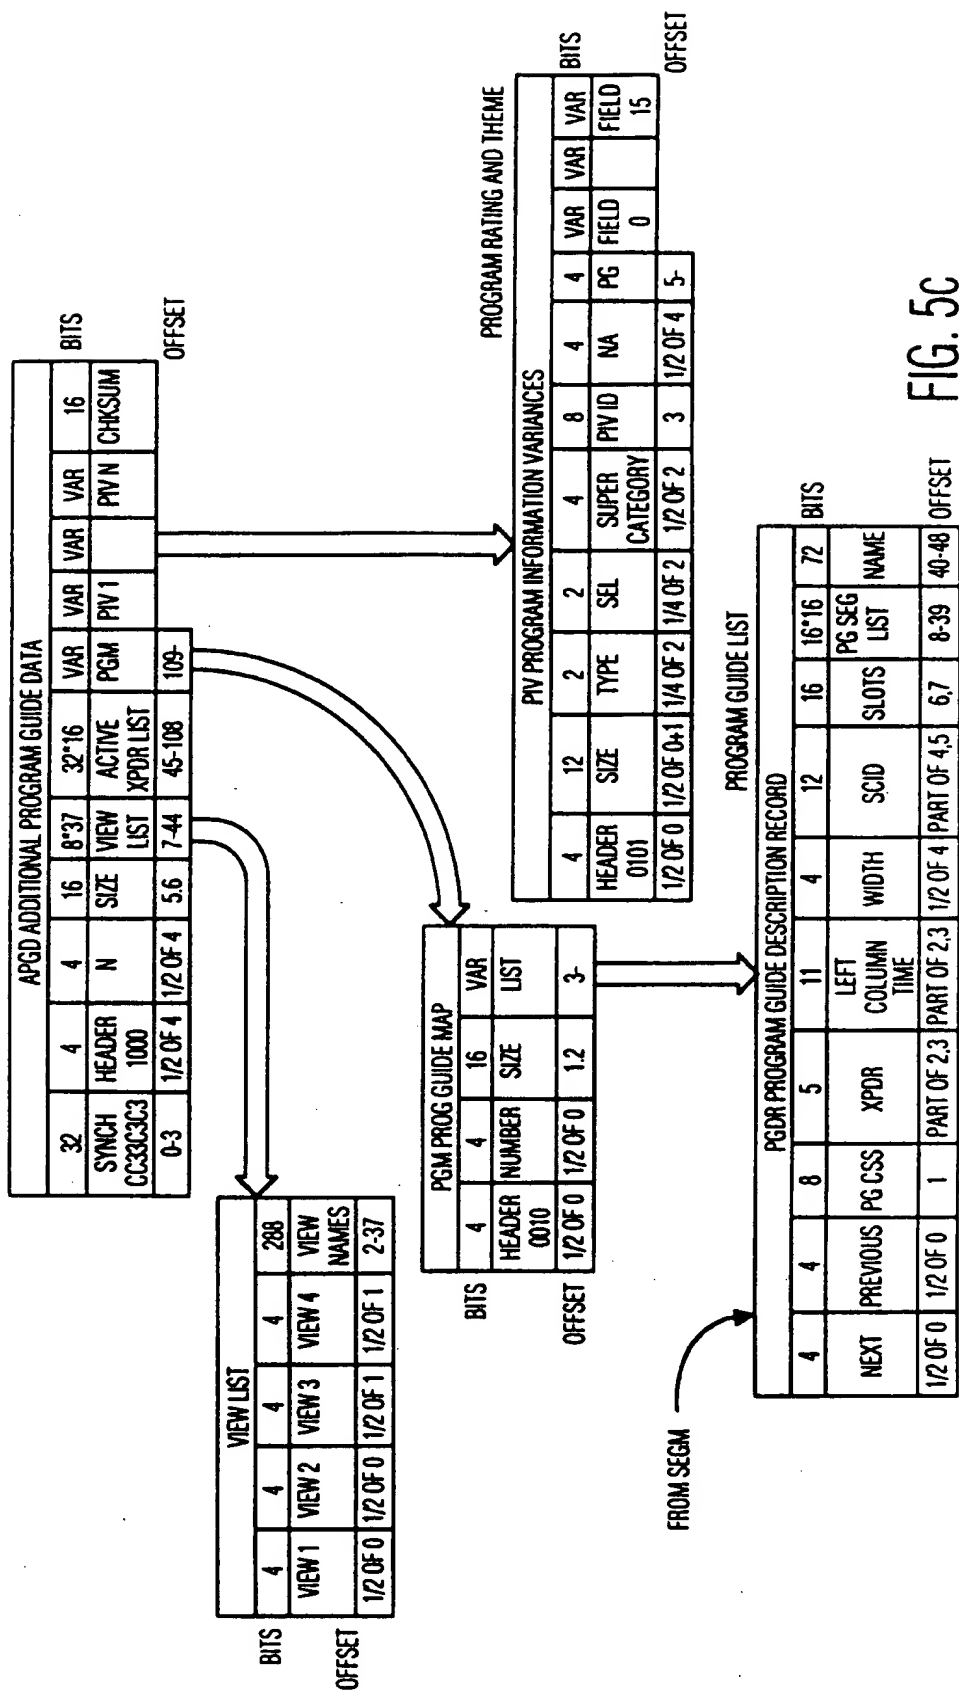 APGD ADDITIONAL PROGRAM GUIDE DATA
32 4 4 16 8*37 32*16 VAR VAR VAR VAR 16 BITS
SYNCH HEADER N SIZE VIEW ACTIVE PGM PIV 1 PIV N CHKSUM
CC33C3C3 1000 LIST XPDR LIST
0-3 1/2 OF 4 1/2 OF 4 5.6 7-44 45-108 109- OFFSET
VIEW LIST
BITS 4 4 4 4 288
VIEW 1 VIEW 2 VIEW 3 VIEW 4 VIEW
NAMES
OFFSET 1/2 OF 0 1/2 OF 0 1/2 OF 1 1/2 OF 1 2-37
PGM PROG GUIDE MAP
BITS 4 4 16 VAR
HEADER NUMBER SIZE LIST
0010
OFFSET 1/2 OF 0 1/2 OF 0 1.2 3-
PROGRAM RATING AND THEME
PIV PROGRAM INFORMATION VARIANCES
4 12 2 2 4 8 4 4 VAR VAR VAR BITS
HEADER SIZE TYPE SEL SUPER PIV ID NA PG FIELD FIELD
0101 CATEGORY 0 15
1/2 OF 0 1/2 OF 0+1 1/4 OF 2 1/4 OF 2 1/2 OF 2 3 1/2 OF 4 5- OFFSET
FROM SEGM
PROGRAM GUIDE LIST
PGDR PROGRAM GUIDE DESCRIPTION RECORD
4 4 8 5 11 4 12 16 16*16 72 BITS
NEXT PREVIOUS PG CSS XPDR LEFT WIDTH SCID SLOTS PG SEG NAME
COLUMN LIST
TIME
1/2 OF 0 1/2 OF 0 1 PART OF 2,3 PART OF 2,3 1/2 OF 4 PART OF 4,5 6,7 8-39 40-48 OFFSET
FIG. 5C